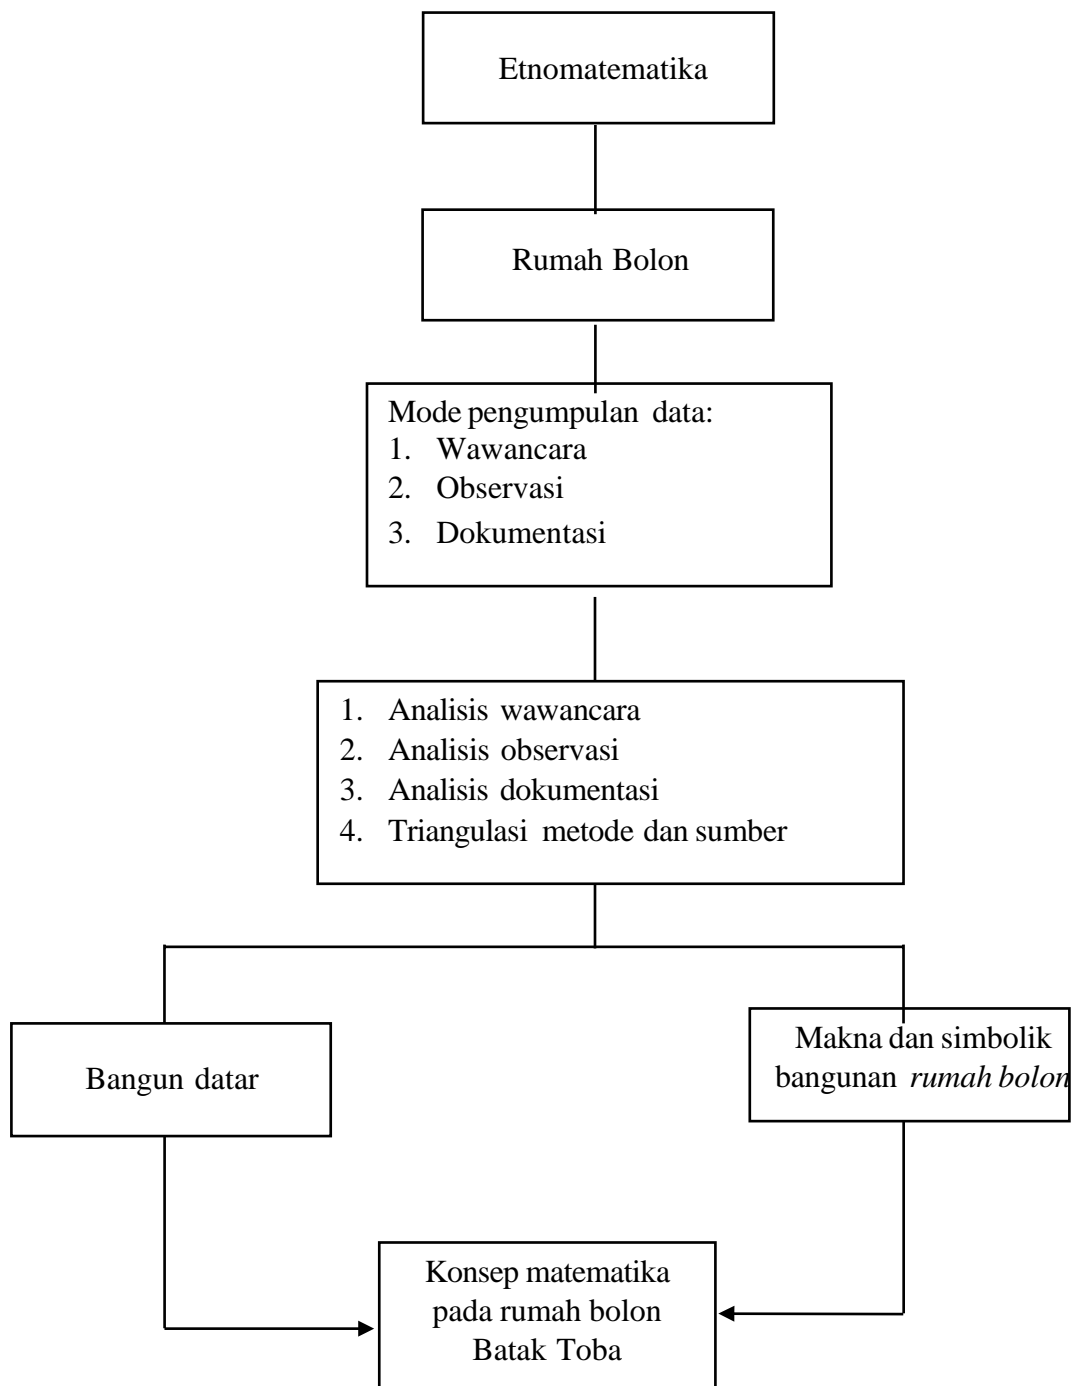 Etnomatematika
Rumah Bolon
Mode pengumpulan data:
1. Wawancara
2. Observasi
3. Dokumentasi
1. Analisis wawancara
2. Analisis observasi
3. Analisis dokumentasi
4. Triangulasi metode dan sumber
Bangun datar
Makna dan simbolik
bangunan rumah bolon
Konsep matematika
pada rumah bolon
Batak Toba